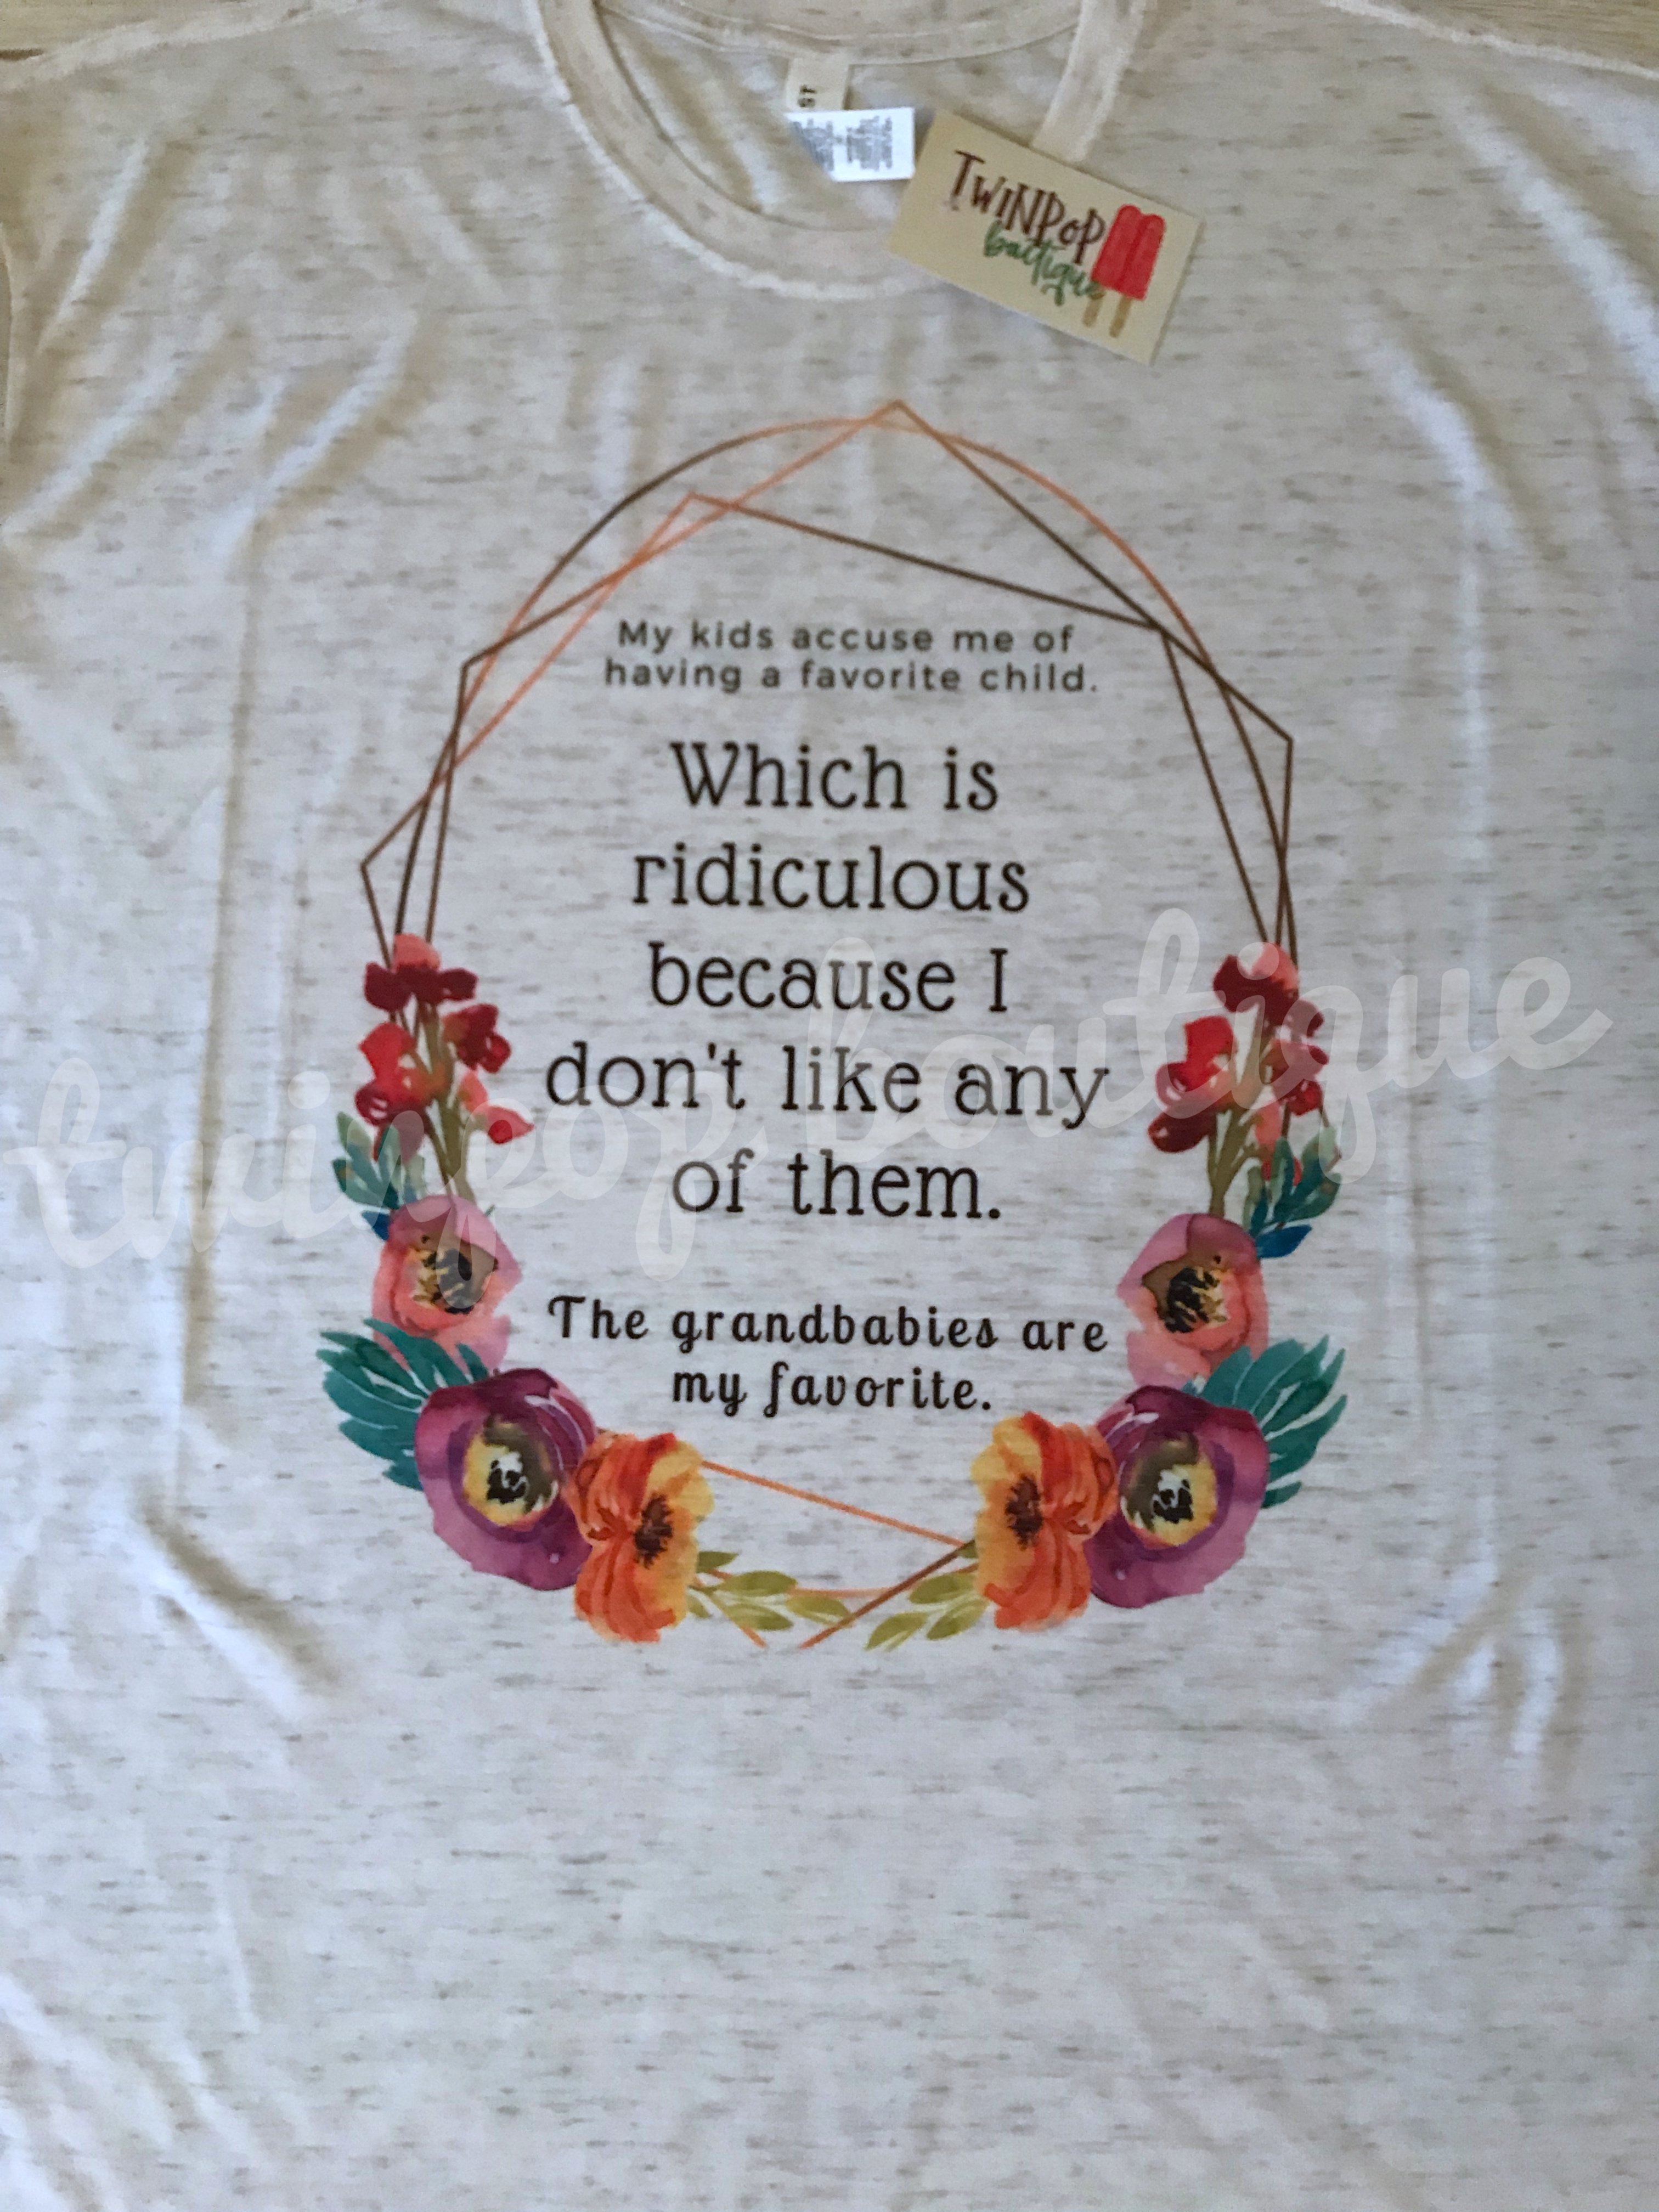 TWINPOP
boutique
My kids accuse me of
having a favorite child.
Which is
ridiculous
because I
don't like any
of them.
The grandbabies are
my favorite.
twinpop boutique